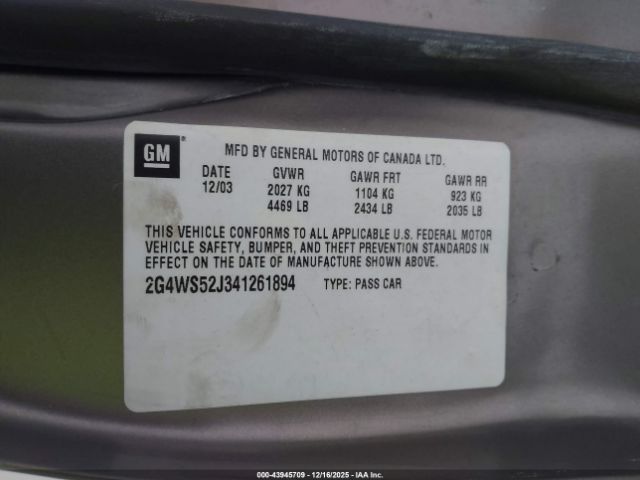 GM
MFD BY GENERAL MOTORS OF CANADA LTD.
DATE GVWR GAWR FRT GAWR RR
12/03 2027 KG 1104 KG 923 KG
4469 LB 2434 LB 2035 LB
THIS VEHICLE CONFORMS TO ALL APPLICABLE U.S. FEDERAL MOTOR
VEHICLE SAFETY, BUMPER, AND THEFT PREVENTION STANDARDS IN
EFFECT ON THE DATE OF MANUFACTURE SHOWN ABOVE.
2G4WS52J341261894 TYPE: PASS CAR
000-43945709 - 12/16/2025 - IAA Inc.